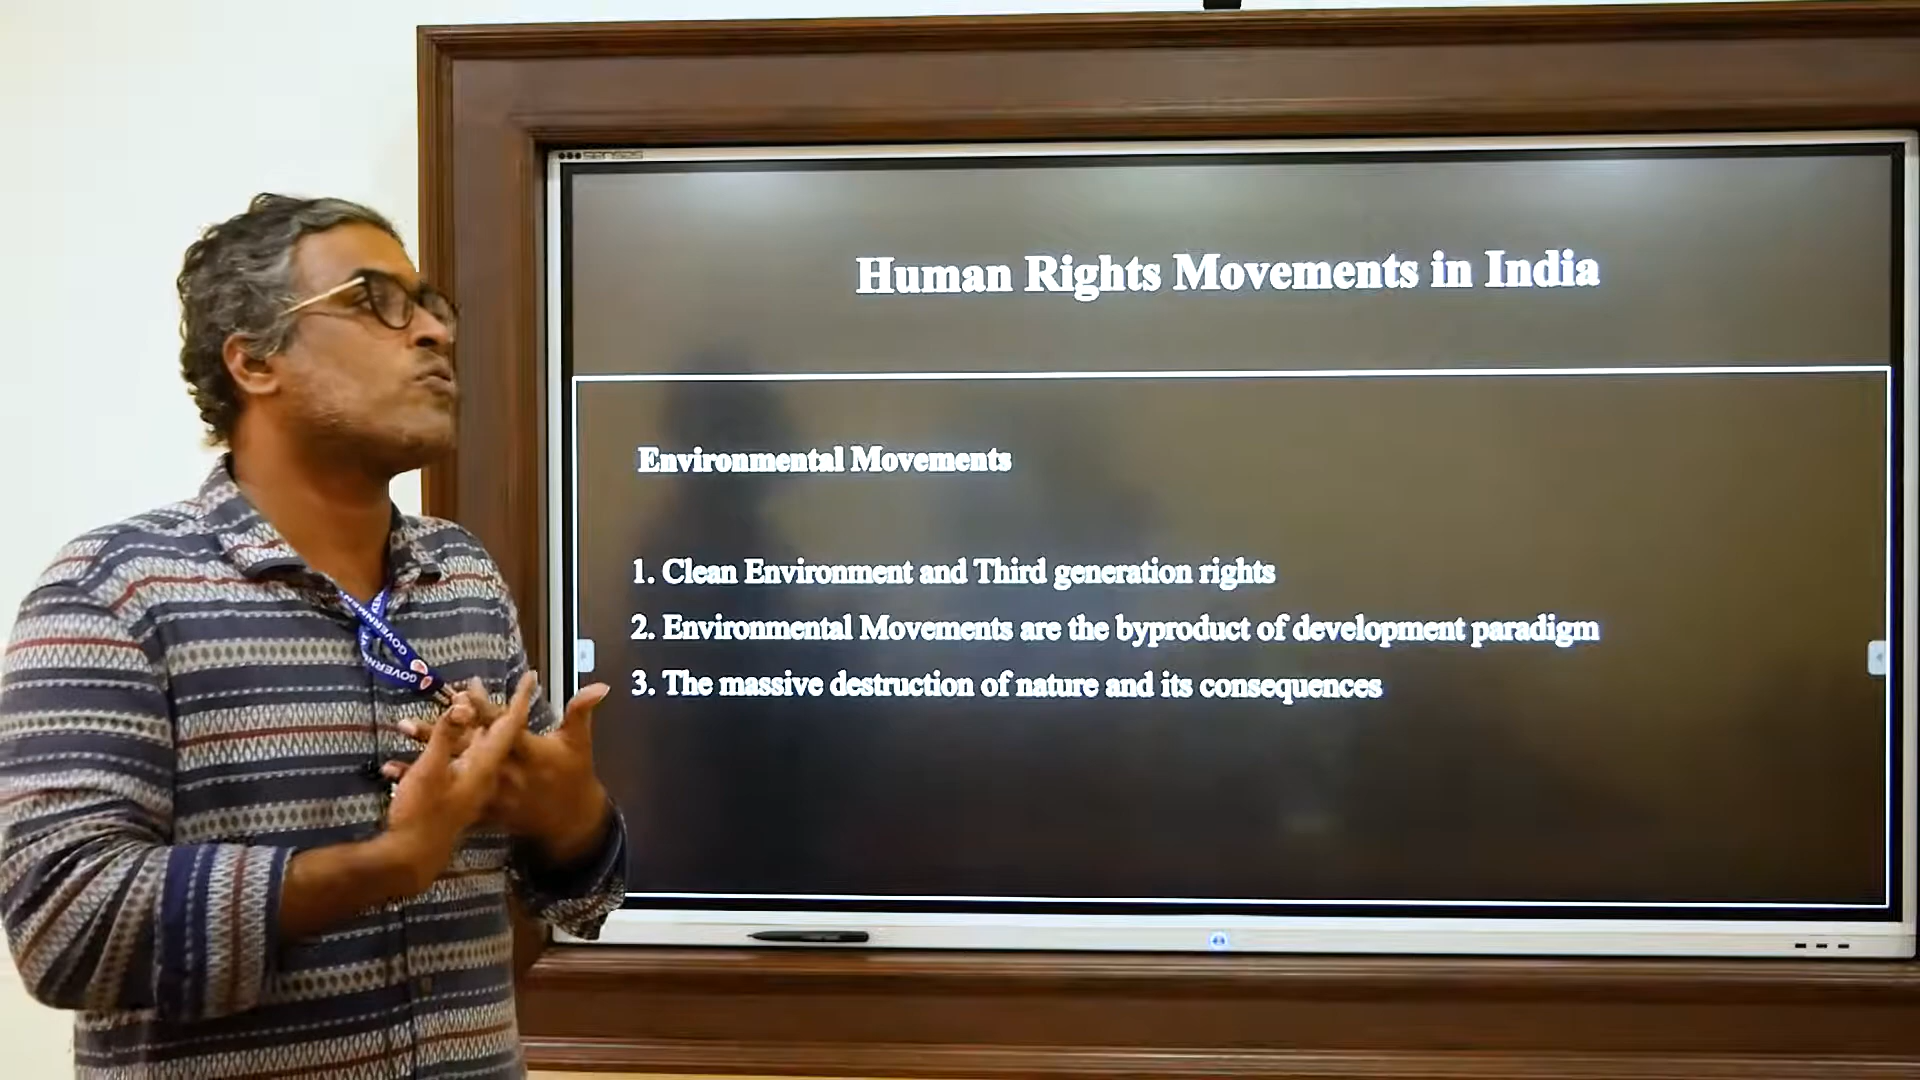 Human Rights Movements in India
Environmental Movements
1. Clean Environment and Third generation rights
2. Environmental Movements are the byproduct of development paradigm
3. The massive destruction of nature and its consequences
GOVERNMENT